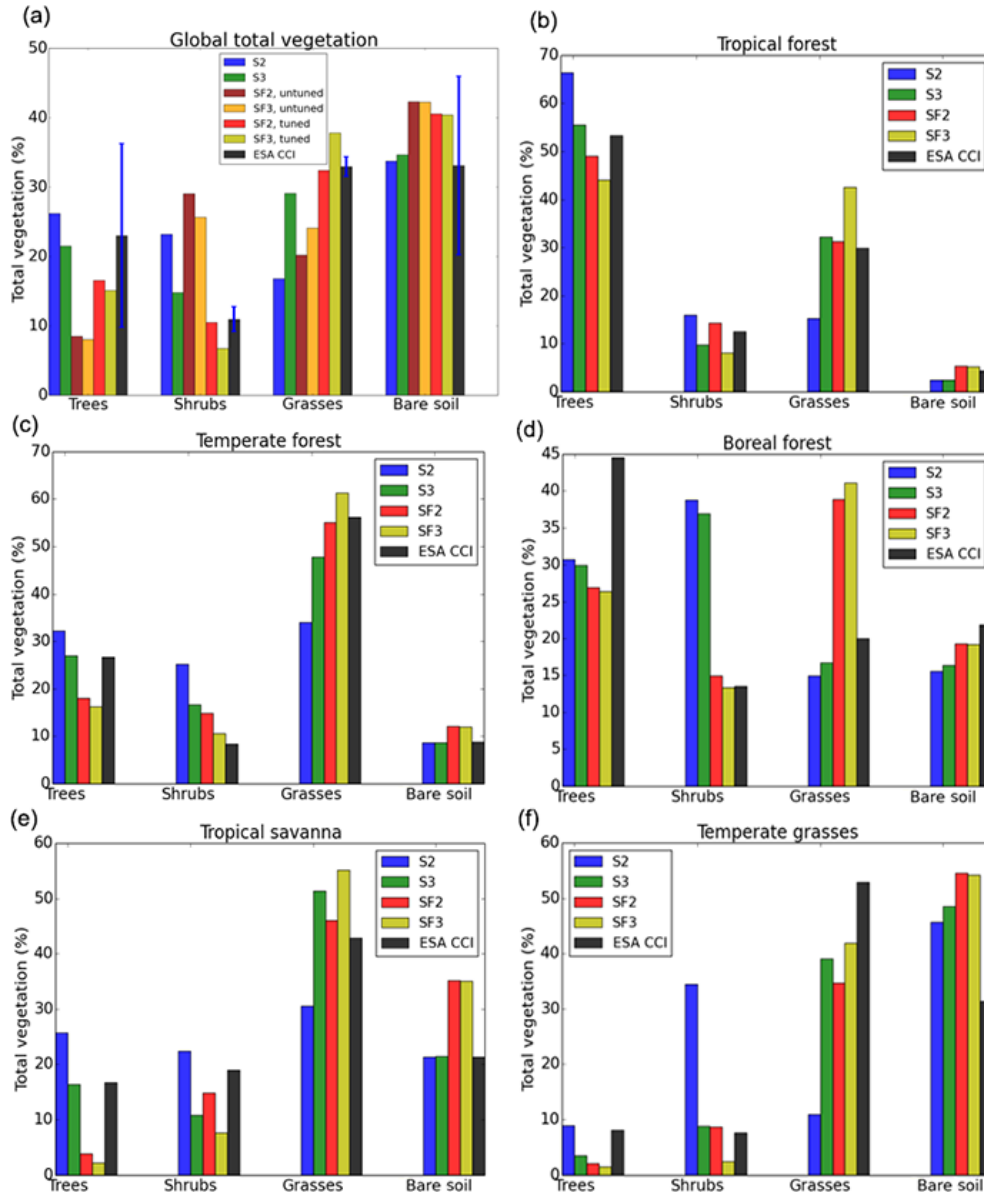 (a)
Global total vegetation
Total vegetation (%)
50
40
30
20
10
0
S2
S3
SF2, untuned
SF3, untuned
SF2, tuned
SF3, tuned
ESA CCI
Trees Shrubs Grasses Bare soil
(b)
Tropical forest
Total vegetation (%)
70
60
50
40
30
20
10
0
S2
S3
SF2
SF3
ESA CCI
Trees Shrubs Grasses Bare soil
(c)
Temperate forest
Total vegetation (%)
70
60
50
40
30
20
10
0
S2
S3
SF2
SF3
ESA CCI
Trees Shrubs Grasses Bare soil
(d)
Boreal forest
Total vegetation (%)
45
40
35
30
25
20
15
10
5
0
S2
S3
SF2
SF3
ESA CCI
Trees Shrubs Grasses Bare soil
(e)
Tropical savanna
Total vegetation (%)
60
50
40
30
20
10
0
S2
S3
SF2
SF3
ESA CCI
Trees Shrubs Grasses Bare soil
(f)
Temperate grasses
Total vegetation (%)
60
50
40
30
20
10
0
S2
S3
SF2
SF3
ESA CCI
Trees Shrubs Grasses Bare soil